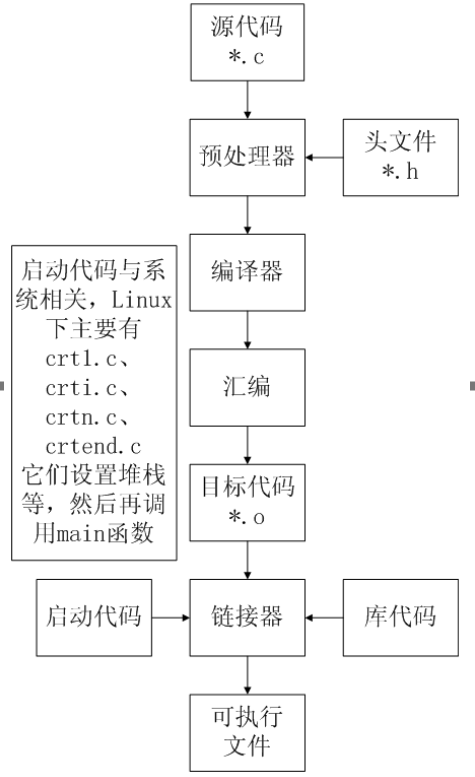 源代码
*.c
预处理器
头文件
*.h
编译器
启动代码与系
统相关，Linux
下主要有
crt1.c、
crti.c、
crtn.c、
crtend.c
它们设置堆栈
等，然后再调
用main函数
汇编
目标代码
*.o
启动代码
链接器
库代码
可执行
文件